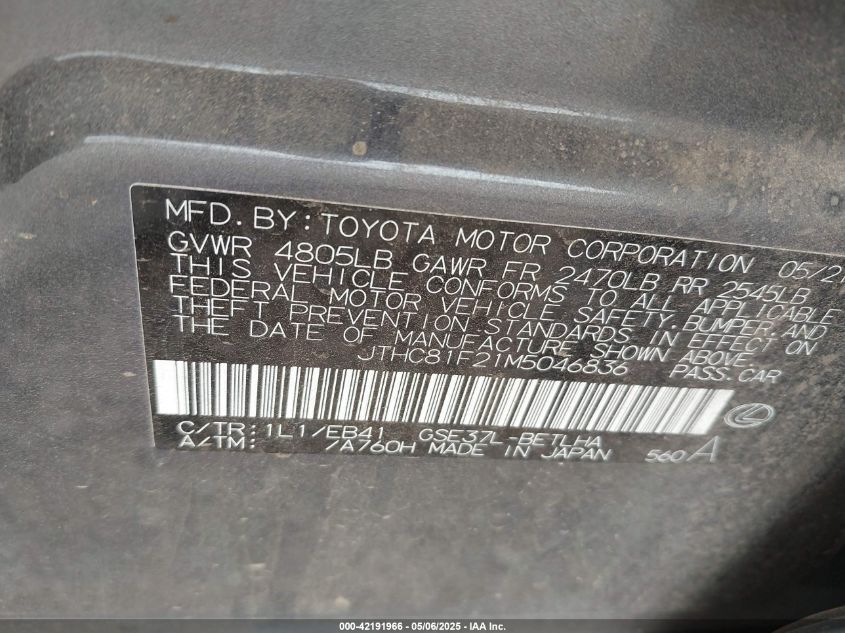 MFD. BY: TOYOTA MOTOR CORPORATION 05/21
GVWR 4805LB GAWR FR 2470LB RR 2545LB
THIS VEHICLE CONFORMS TO ALL APPLICABLE
FEDERAL MOTOR VEHICLE SAFETY, BUMPER, AND
THEFT PREVENTION STANDARDS IN EFFECT ON
THE DATE OF MANUFACTURE SHOWN ABOVE.
JTHC81F21M5046836 PASS.CAR
C/TR: 1L1/EB41 GSE37L-BETLHA
A/TM: /A760H MADE IN JAPAN 560A
000-42191966 - 05/06/2025 - IAA Inc.